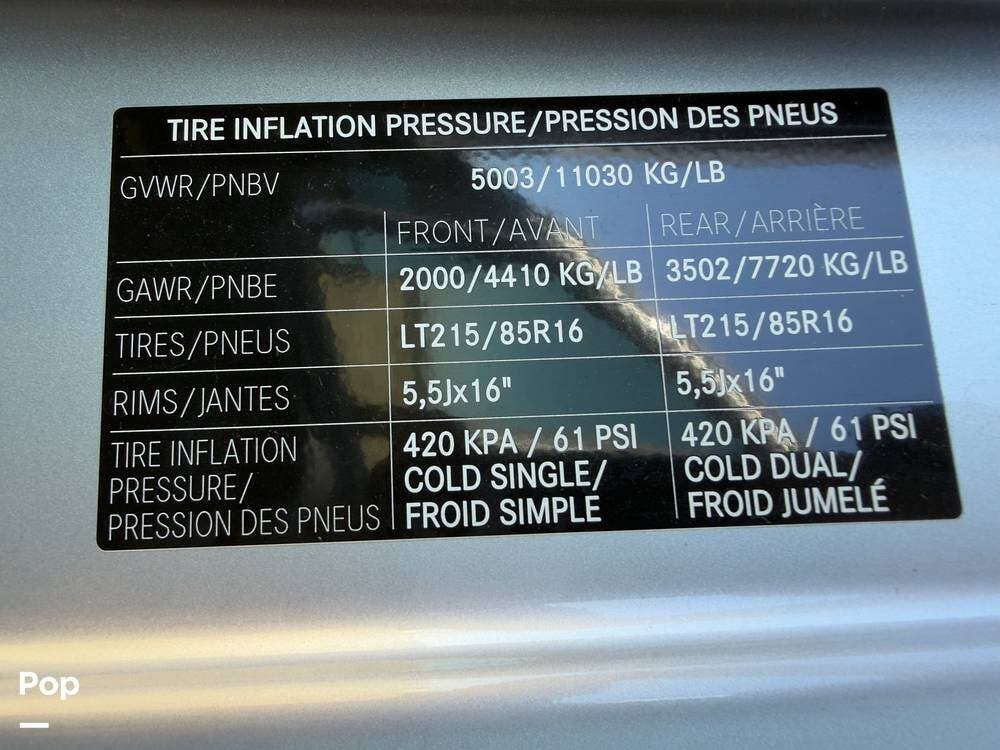 TIRE INFLATION PRESSURE/PRESSION DES PNEUS
GVWR/PNBV 5003/11030 KG/LB
FRONT/AVANT REAR/ARRIÈRE
GAWR/PNBE 2000/4410 KG/LB 3502/7720 KG/LB
TIRES/PNEUS LT215/85R16 LT215/85R16
RIMS/JANTES 5,5Jx16" 5,5Jx16"
TIRE INFLATION
PRESSURE/
PRESSION DES PNEUS
420 KPA / 61 PSI
COLD SINGLE/
FROID SIMPLE
420 KPA / 61 PSI
COLD DUAL/
FROID JUMELÉ
Pop